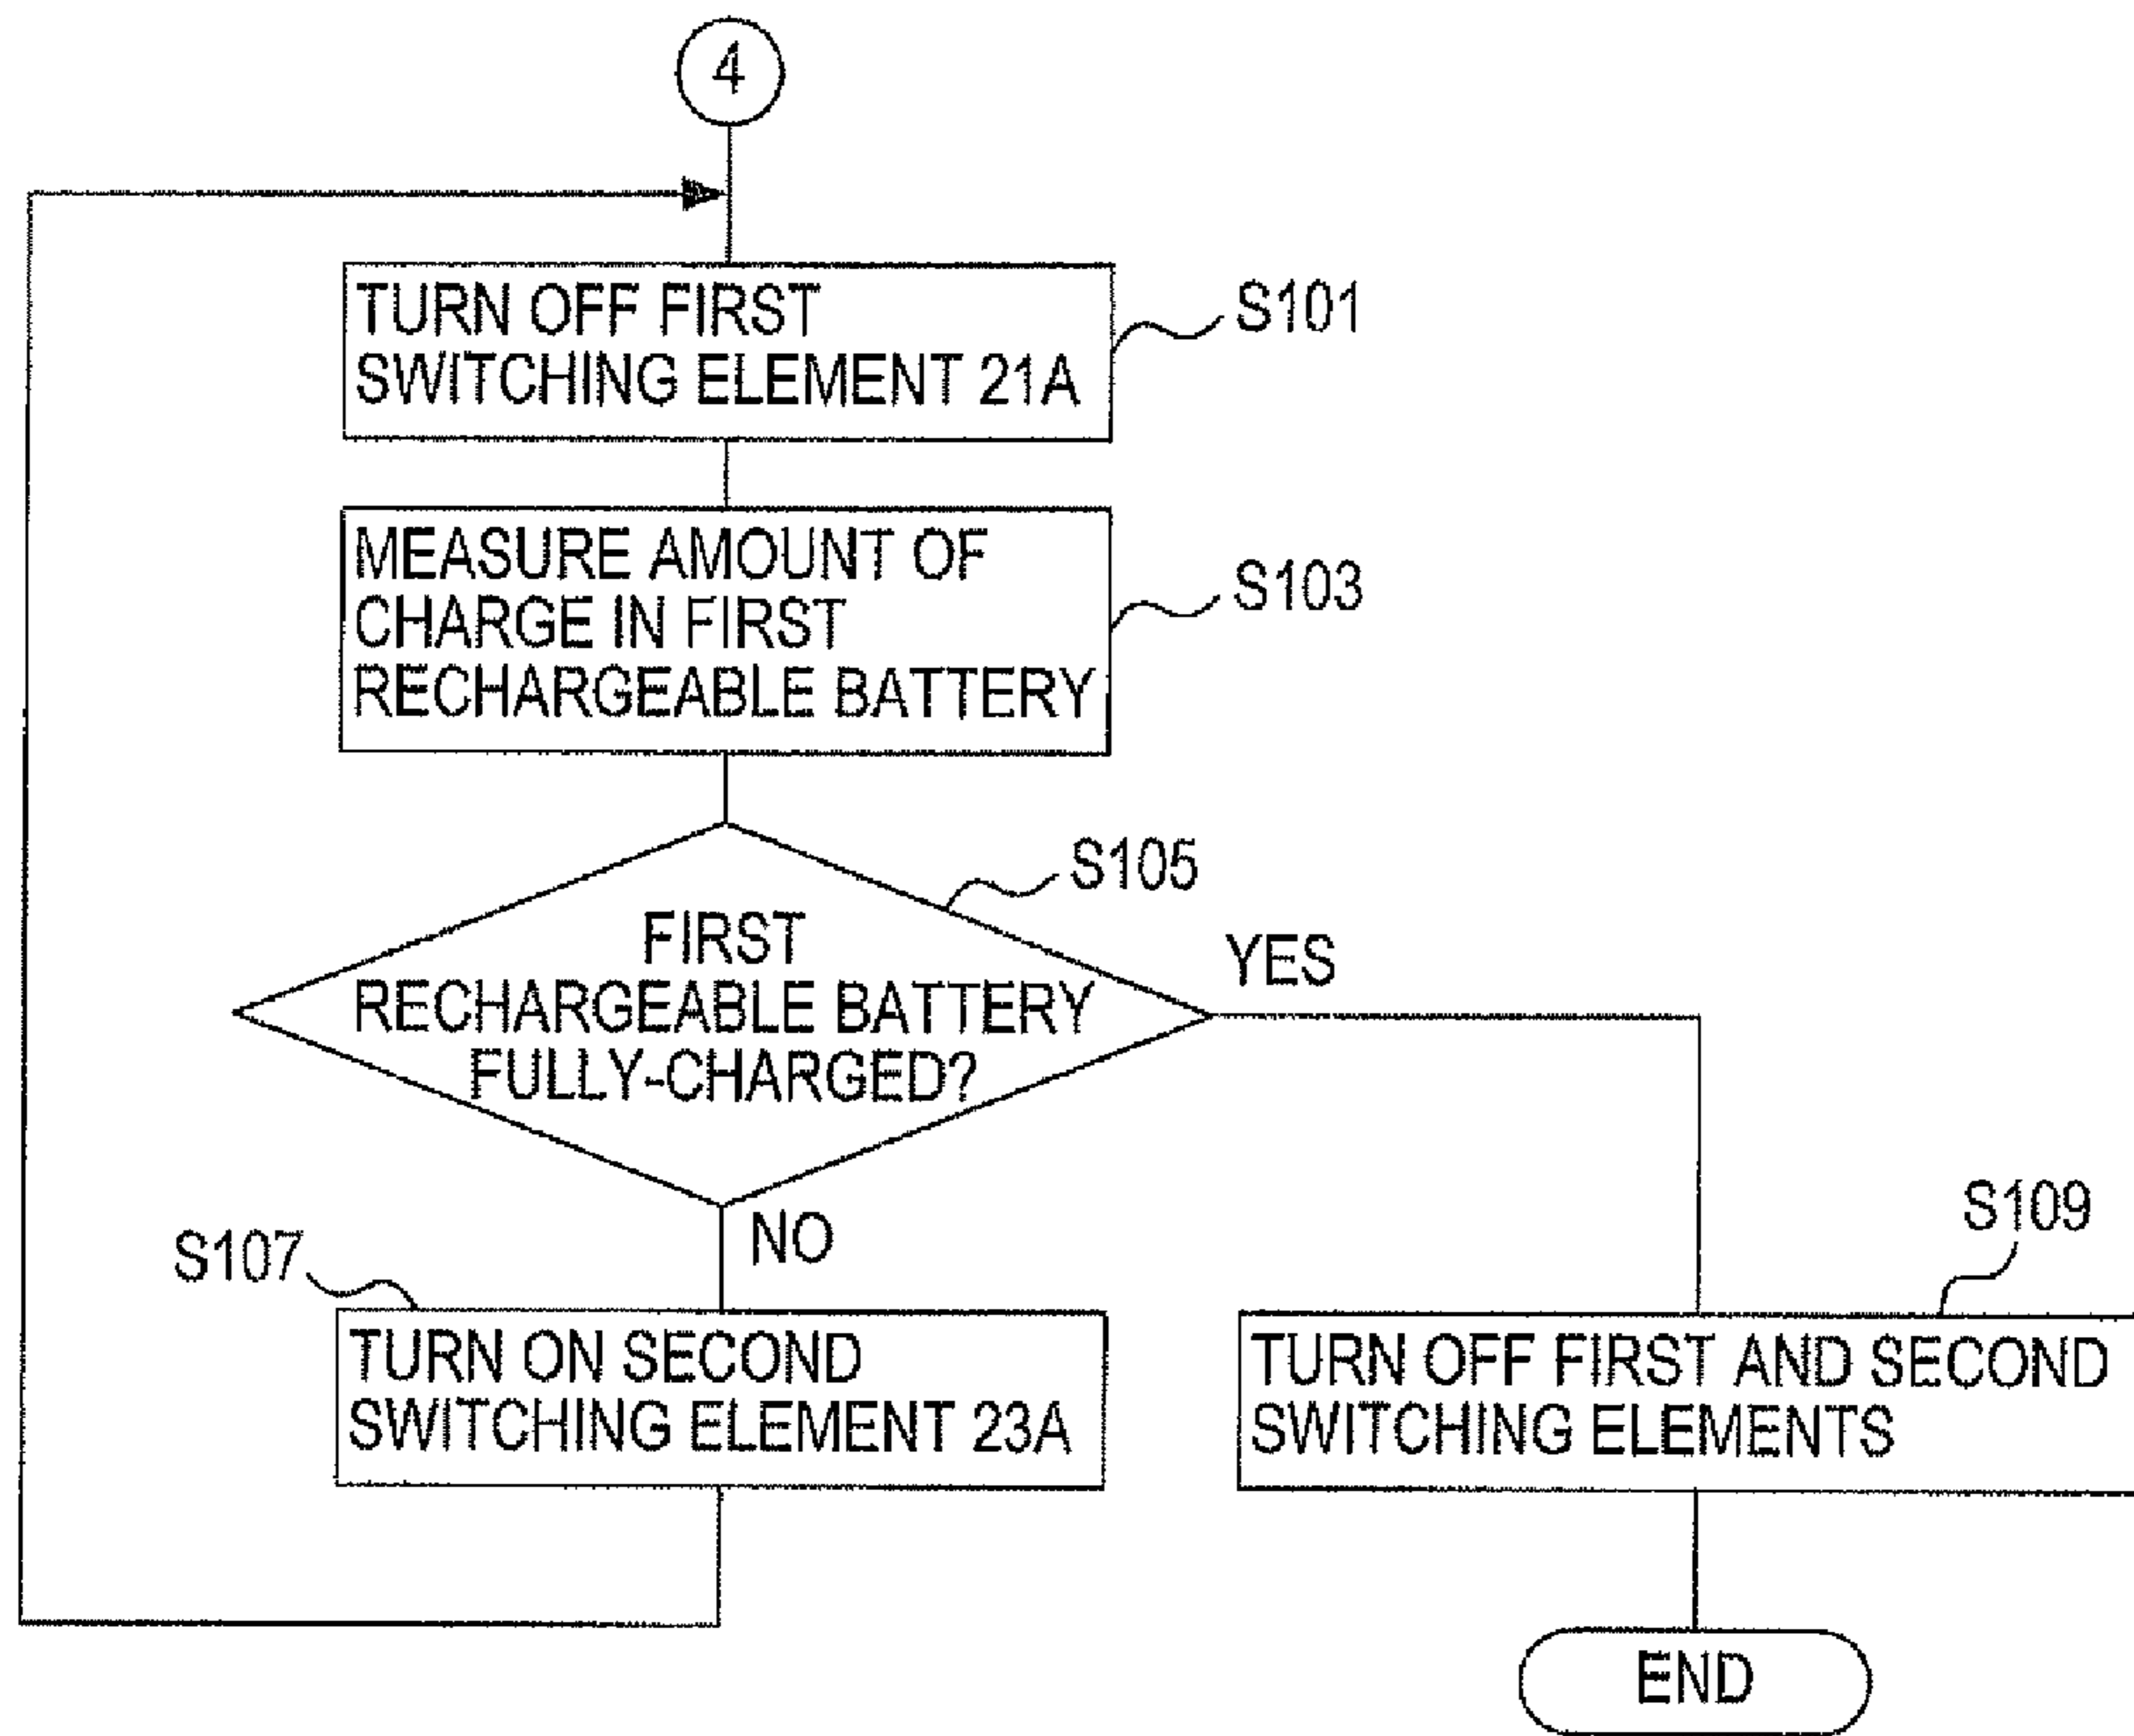 4
TURN OFF FIRST
SWITCHING ELEMENT 21A
S101
MEASURE AMOUNT OF
CHARGE IN FIRST
RECHARGEABLE BATTERY
S103
S105
FIRST
RECHARGEABLE BATTERY
FULLY-CHARGED?
YES
NO
S107
TURN ON SECOND
SWITCHING ELEMENT 23A
S109
TURN OFF FIRST AND SECOND
SWITCHING ELEMENTS
END